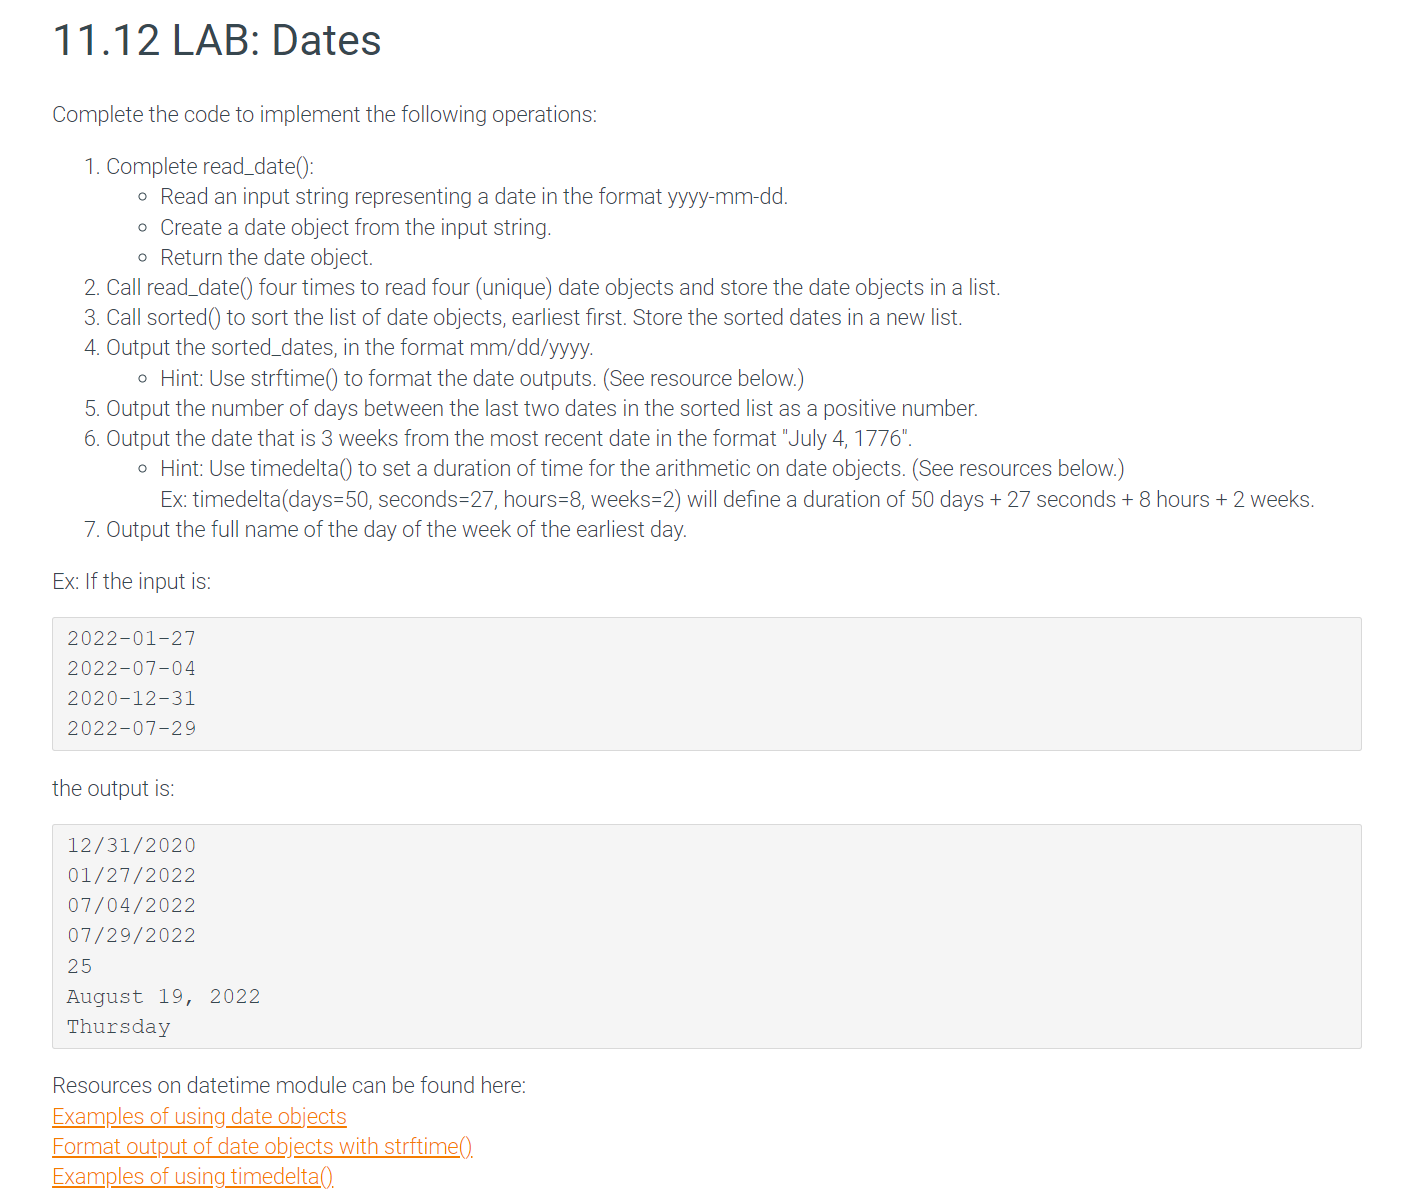 11.12 LAB: Dates
Complete the code to implement the following operations:
1. Complete read_date():
◦ Read an input string representing a date in the format yyyy-mm-dd.
◦ Create a date object from the input string.
◦ Return the date object.
2. Call read_date() four times to read four (unique) date objects and store the date objects in a list.
3. Call sorted() to sort the list of date objects, earliest first. Store the sorted dates in a new list.
4. Output the sorted_dates, in the format mm/dd/yyyy.
◦ Hint: Use strftime() to format the date outputs. (See resource below.)
5. Output the number of days between the last two dates in the sorted list as a positive number.
6. Output the date that is 3 weeks from the most recent date in the format "July 4, 1776".
◦ Hint: Use timedelta() to set a duration of time for the arithmetic on date objects. (See resources below.)
Ex: timedelta(days=50, seconds=27, hours=8, weeks=2) will define a duration of 50 days + 27 seconds + 8 hours + 2 weeks.
7. Output the full name of the day of the week of the earliest day.
Ex: If the input is:
2022-01-27
2022-07-04
2020-12-31
2022-07-29
the output is:
12/31/2020
01/27/2022
07/04/2022
07/29/2022
25
August 19, 2022
Thursday
Resources on datetime module can be found here:
Examples of using date objects
Format output of date objects with strftime()
Examples of using timedelta()